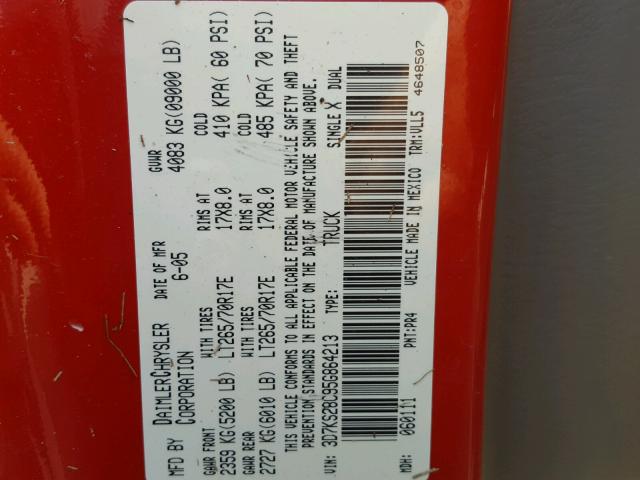 MFD BY DAIMLERCHRYSLER CORPORATION DATE OF MFR 6-05 GVWR 4083 KG(09000 LB)
GAWR FRONT WITH TIRES RIMS AT COLD
2359 KG(5200 LB) LT265/70R17E 17X8.0 410 KPA( 60 PSI)
GAWR REAR WITH TIRES RIMS AT COLD
2727 KG(6010 LB) LT265/70R17E 17X8.0 485 KPA( 70 PSI)
THIS VEHICLE CONFORMS TO ALL APPLICABLE FEDERAL MOTOR VEHICLE SAFETY AND THEFT
PREVENTION STANDARDS IN EFFECT ON THE DATE OF MANUFACTURE SHOWN ABOVE.
VIN: 3D7KS28C95G864213 TYPE: TRUCK SINGLE X DUAL
MDH: 060111 PNT:PR4 VEHICLE MADE IN MEXICO TRM:VLL5 4648507